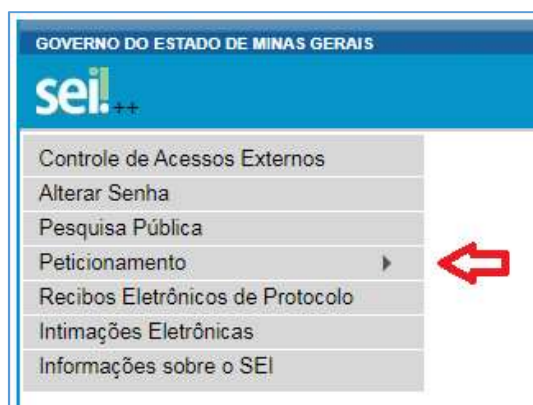 GOVERNO DO ESTADO DE MINAS GERAIS
sei!++
Controle de Acessos Externos
Alterar Senha
Pesquisa Pública
Peticionamento
Recibos Eletrônicos de Protocolo
Intimações Eletrônicas
Informações sobre o SEI